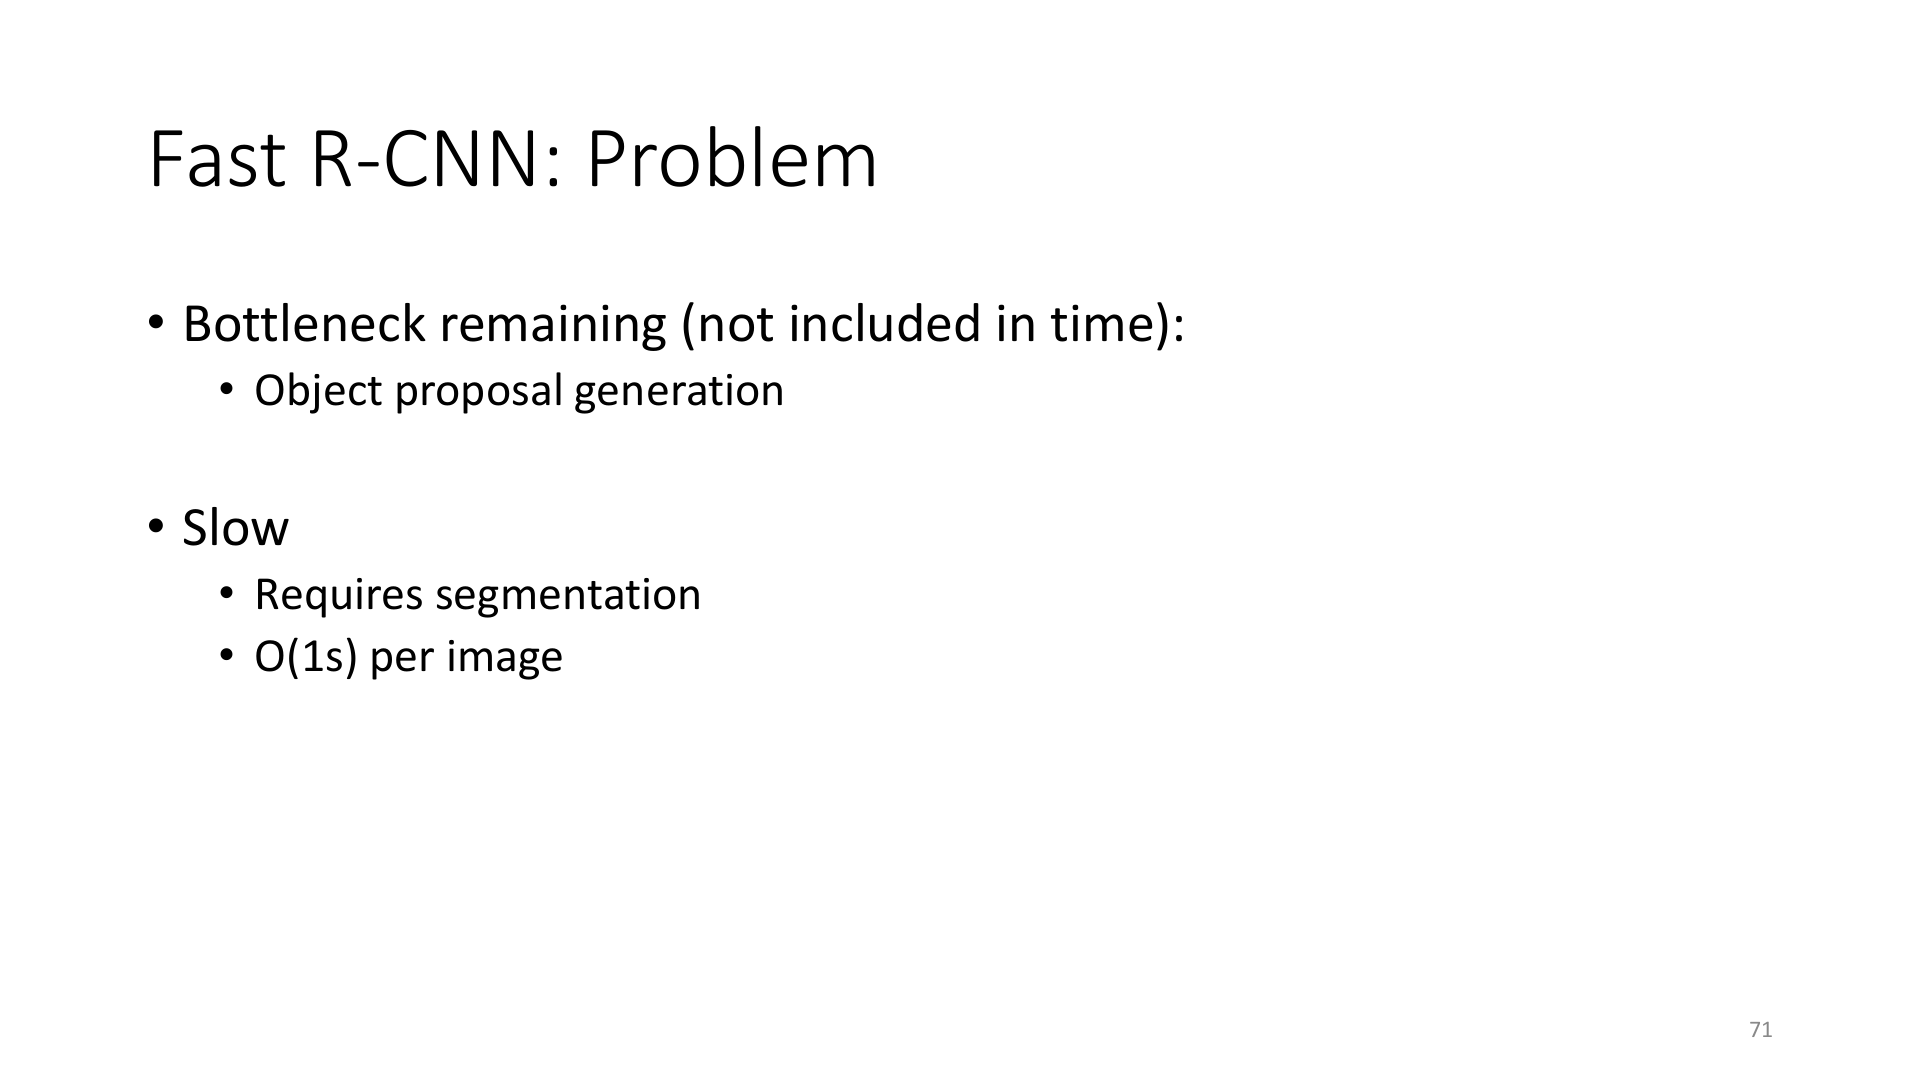 Fast R-CNN: Problem
• Bottleneck remaining (not included in time):
• Object proposal generation
• Slow
• Requires segmentation
• O(1s) per image
71